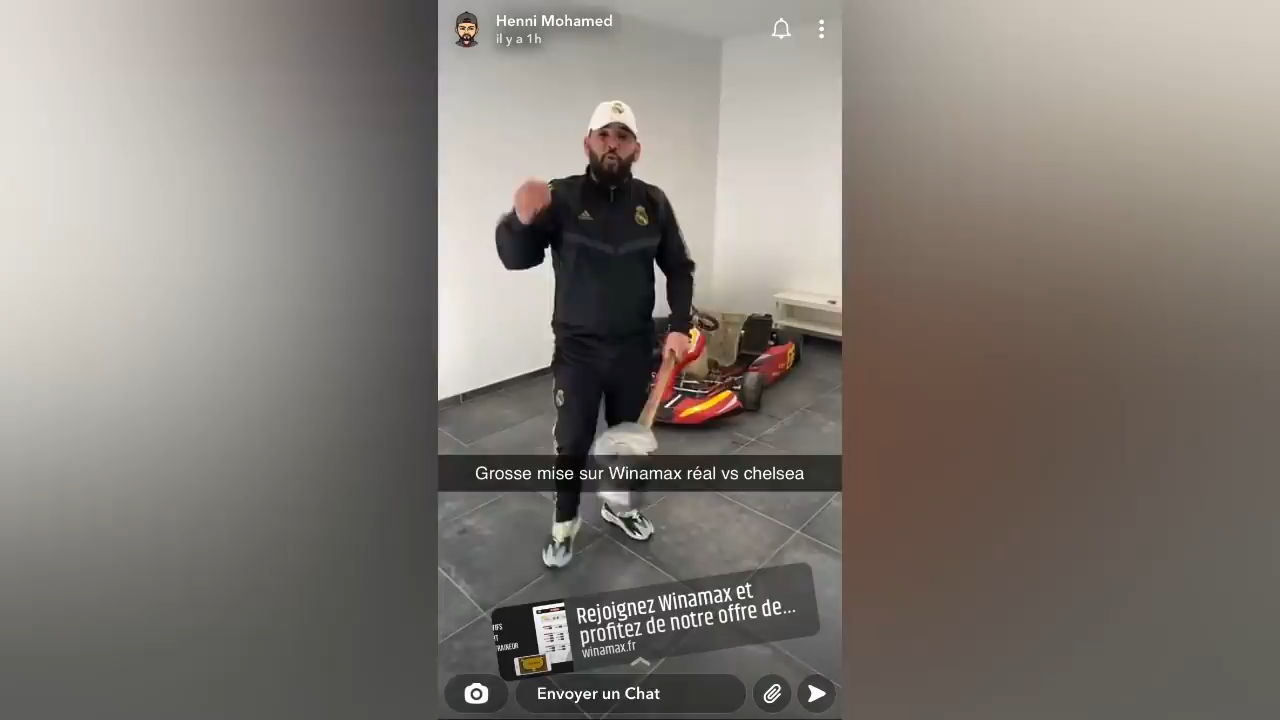 Henni Mohamed
il y a 1h
Grosse mise sur Winamax réal vs chelsea
Rejoignez Winamax et
profitez de notre offre de...
winamax.fr
Envoyer un Chat